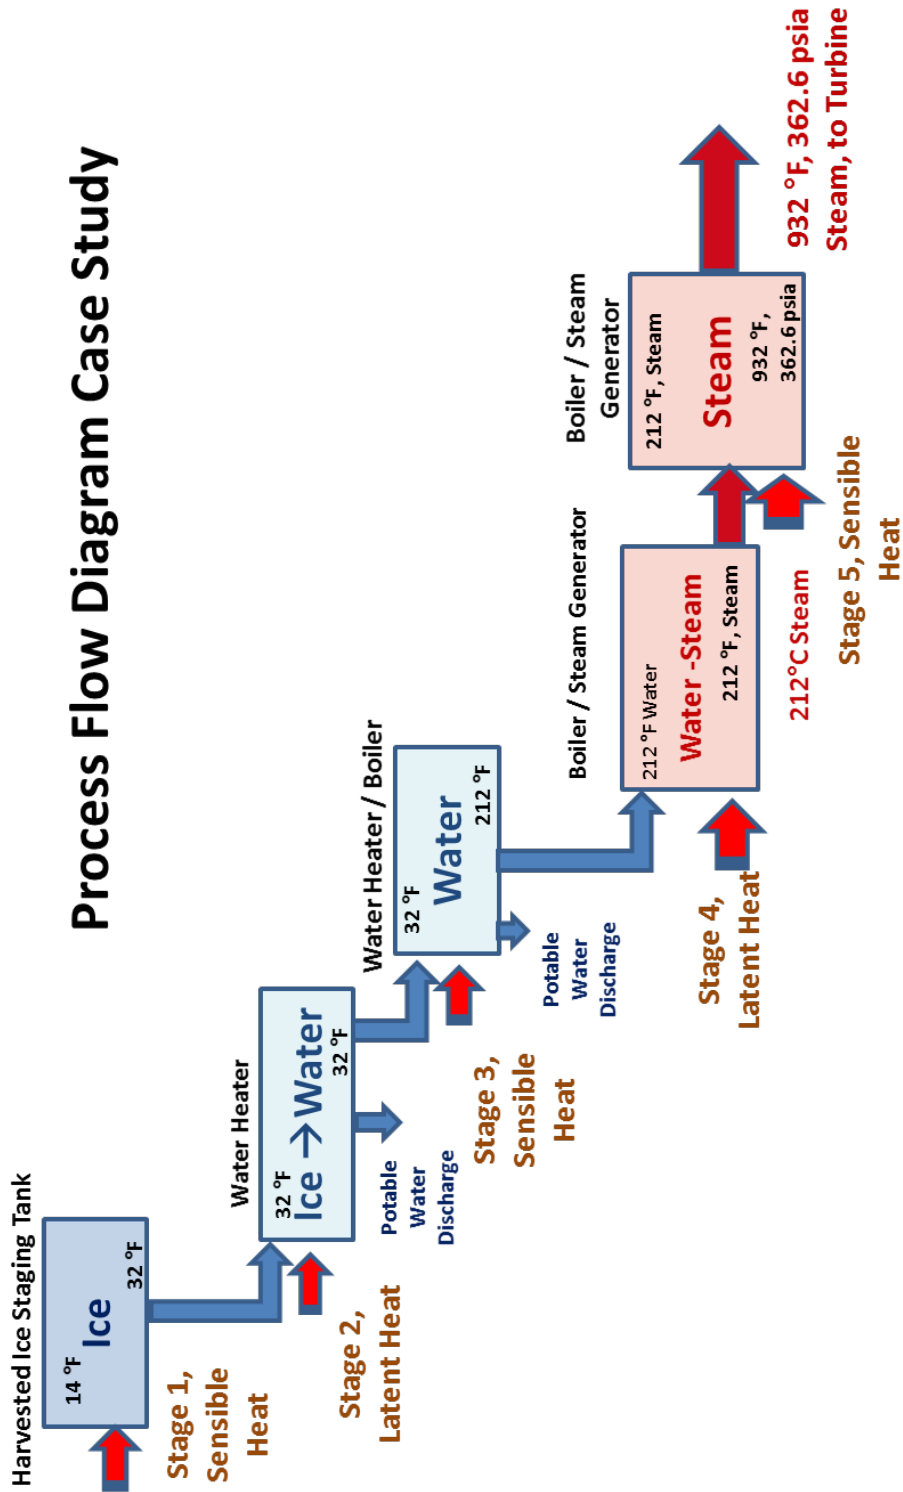 Process Flow Diagram Case Study
Harvested Ice Staging Tank
14 °F
Ice
32 °F
Stage 1,
Sensible
Heat
Water Heater
32 °F
Ice → Water
32 °F
Stage 2,
Latent Heat
Potable
Water
Discharge
Water Heater / Boiler
32 °F
Water
212 °F
Stage 3,
Sensible
Heat
Potable
Water
Discharge
Boiler / Steam Generator
212 °F Water
Water -Steam
212 °F, Steam
Stage 4,
Latent Heat
212°C Steam
Boiler / Steam
Generator
212 °F, Steam
Steam
932 °F,
362.6 psia
Stage 5, Sensible
Heat
932 °F, 362.6 psia
Steam, to Turbine